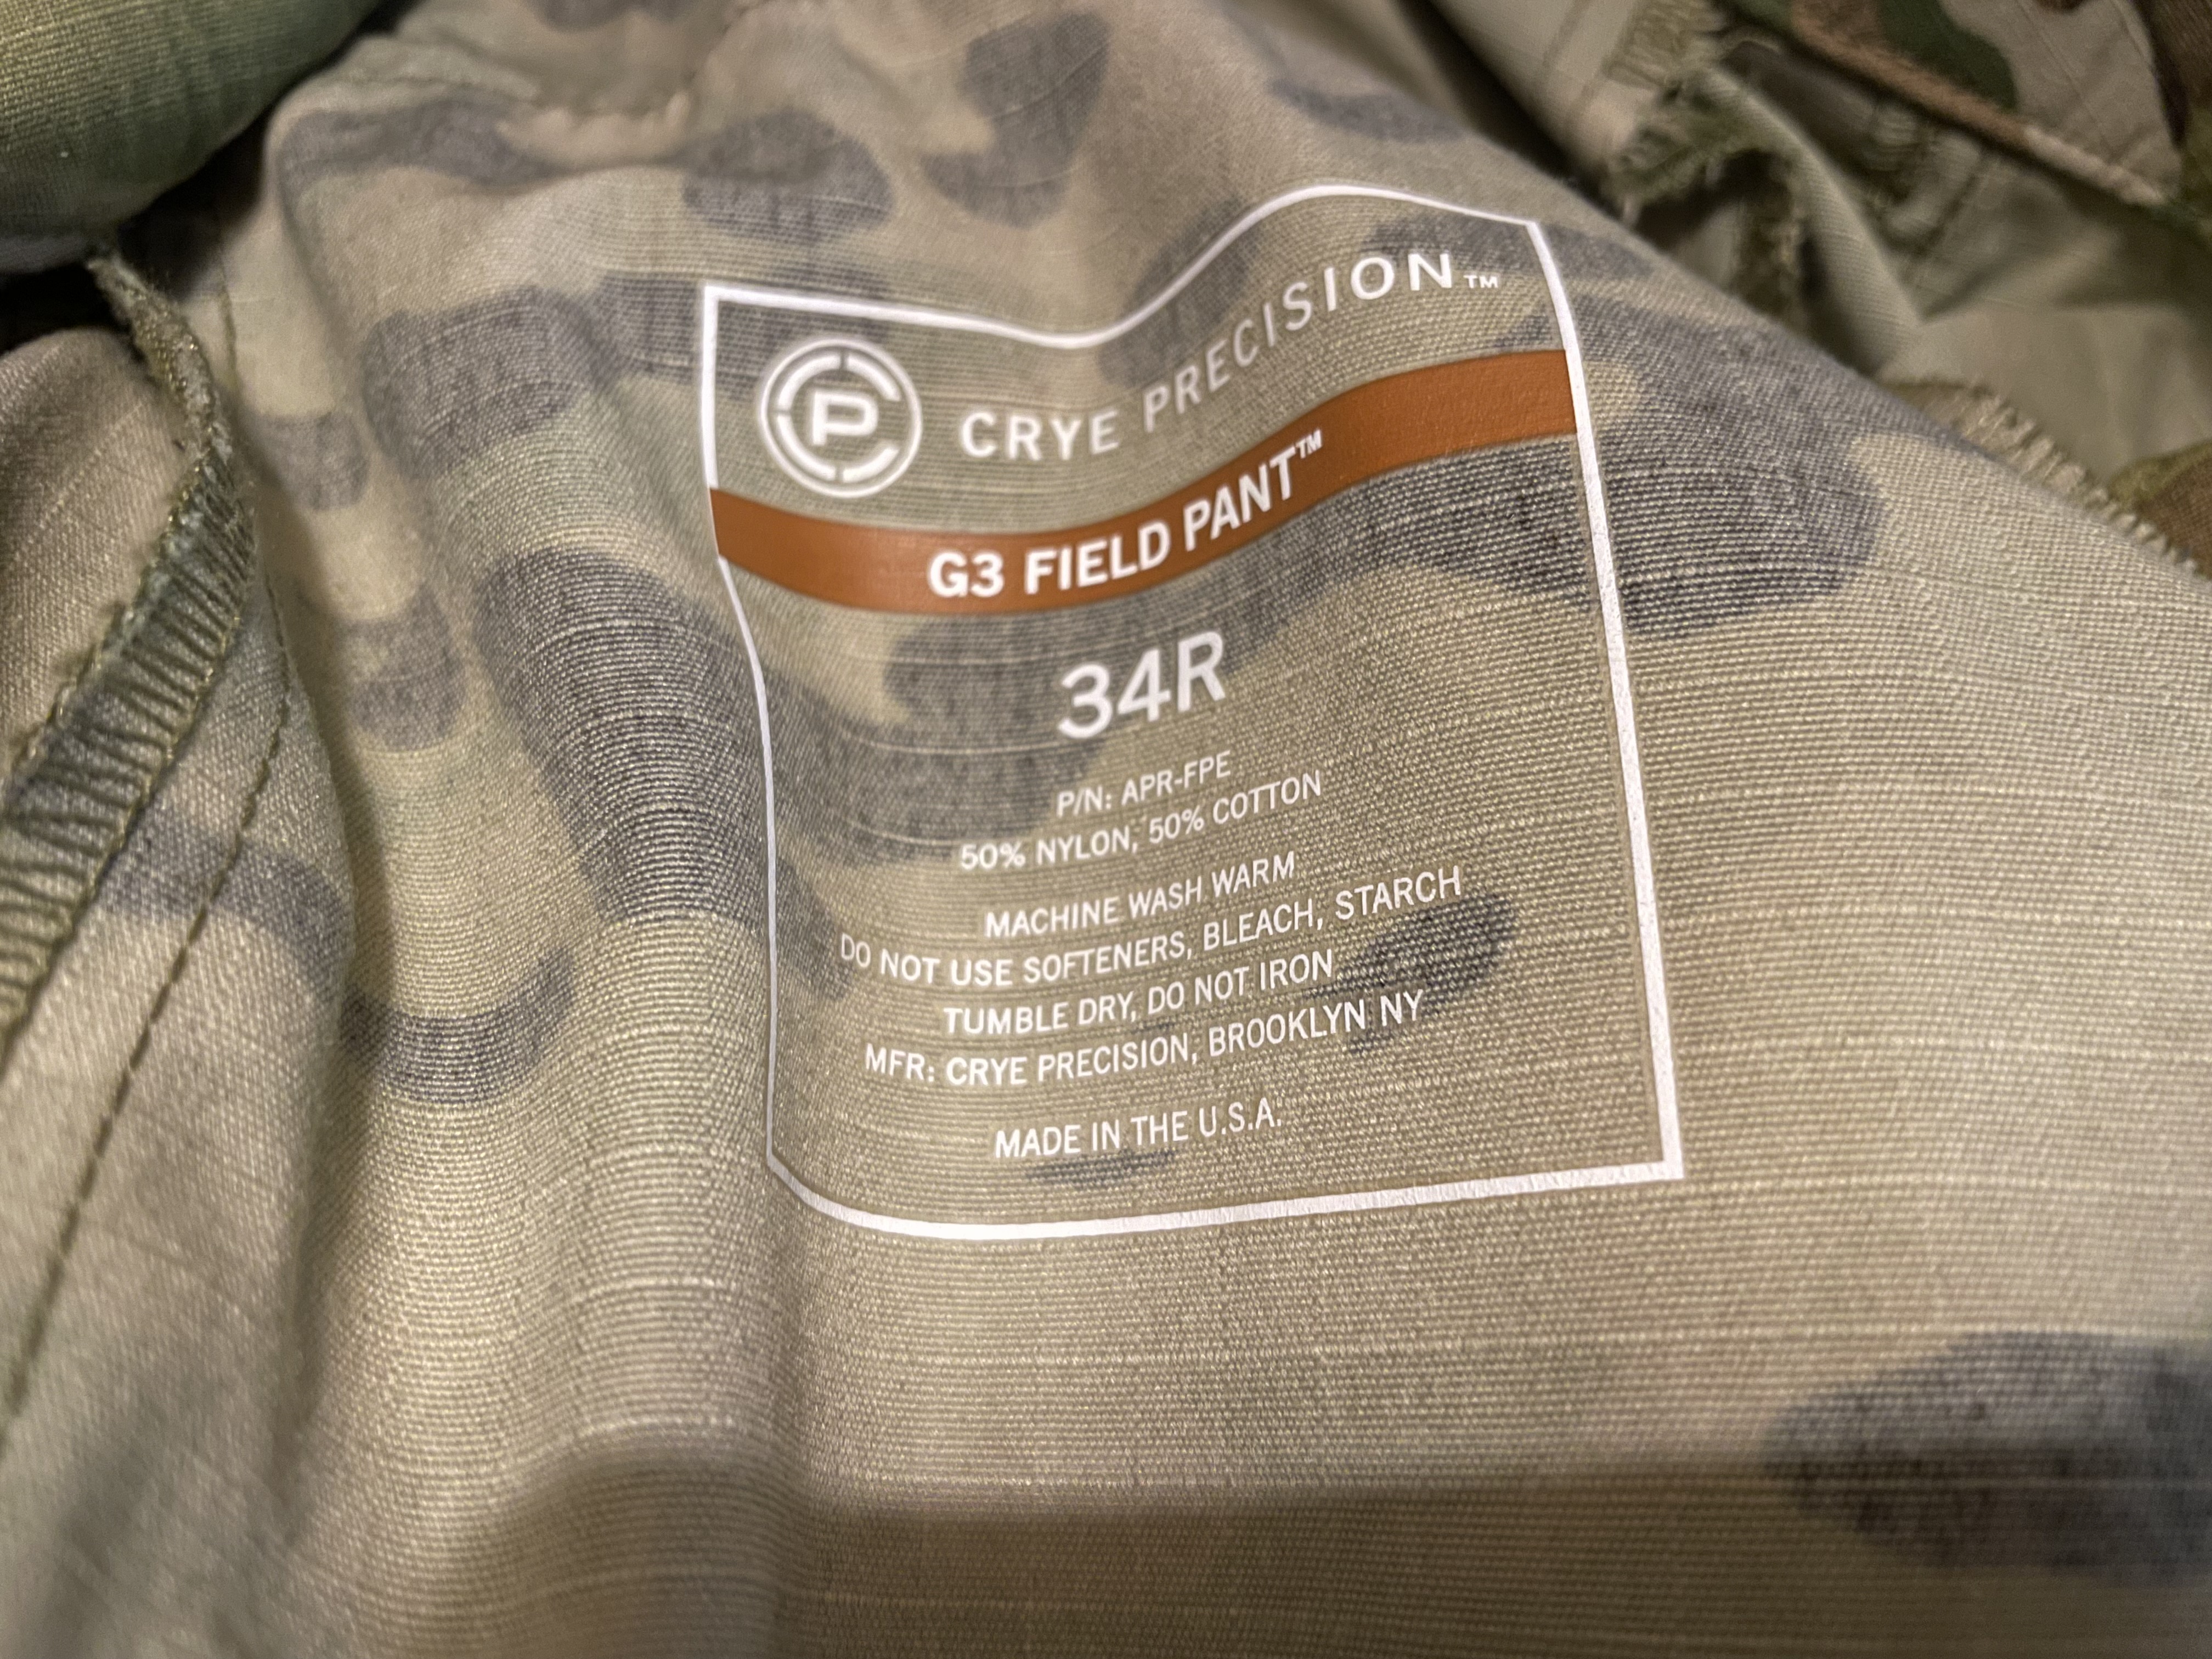 CP CRYE PRECISION™
G3 FIELD PANT™
34R
P/N: APR-FPE
50% NYLON, 50% COTTON
MACHINE WASH WARM
DO NOT USE SOFTENERS, BLEACH, STARCH
TUMBLE DRY, DO NOT IRON
MFR: CRYE PRECISION, BROOKLYN NY
MADE IN THE U.S.A.